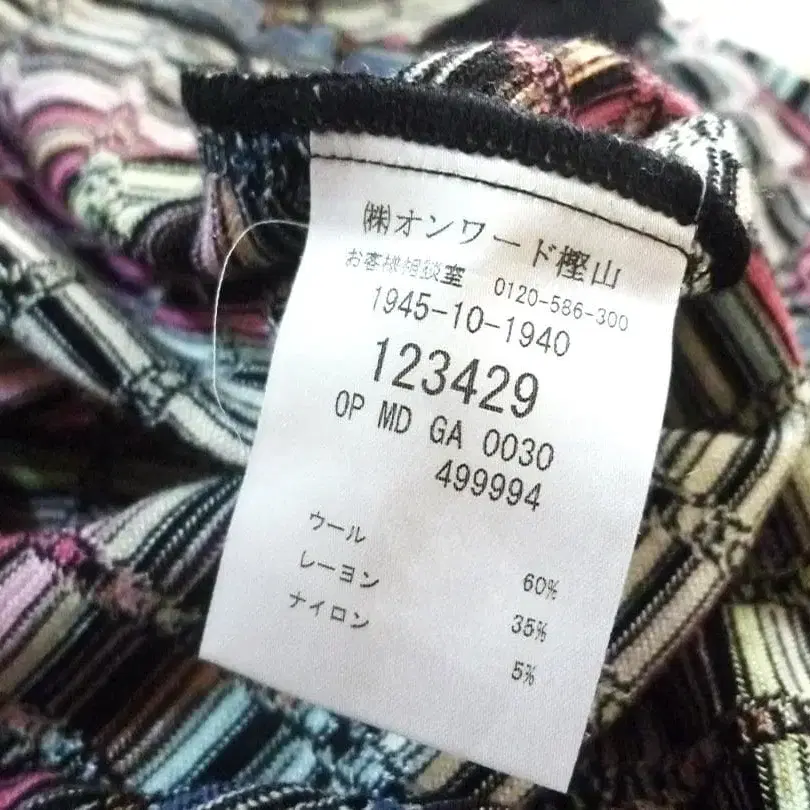 ㈱オンワード樫山
お客様相談室 0120-586-300
1945-10-1940
123429
OP MD GA 0030
499994
ウール 60%
レーヨン 35%
ナイロン 5%